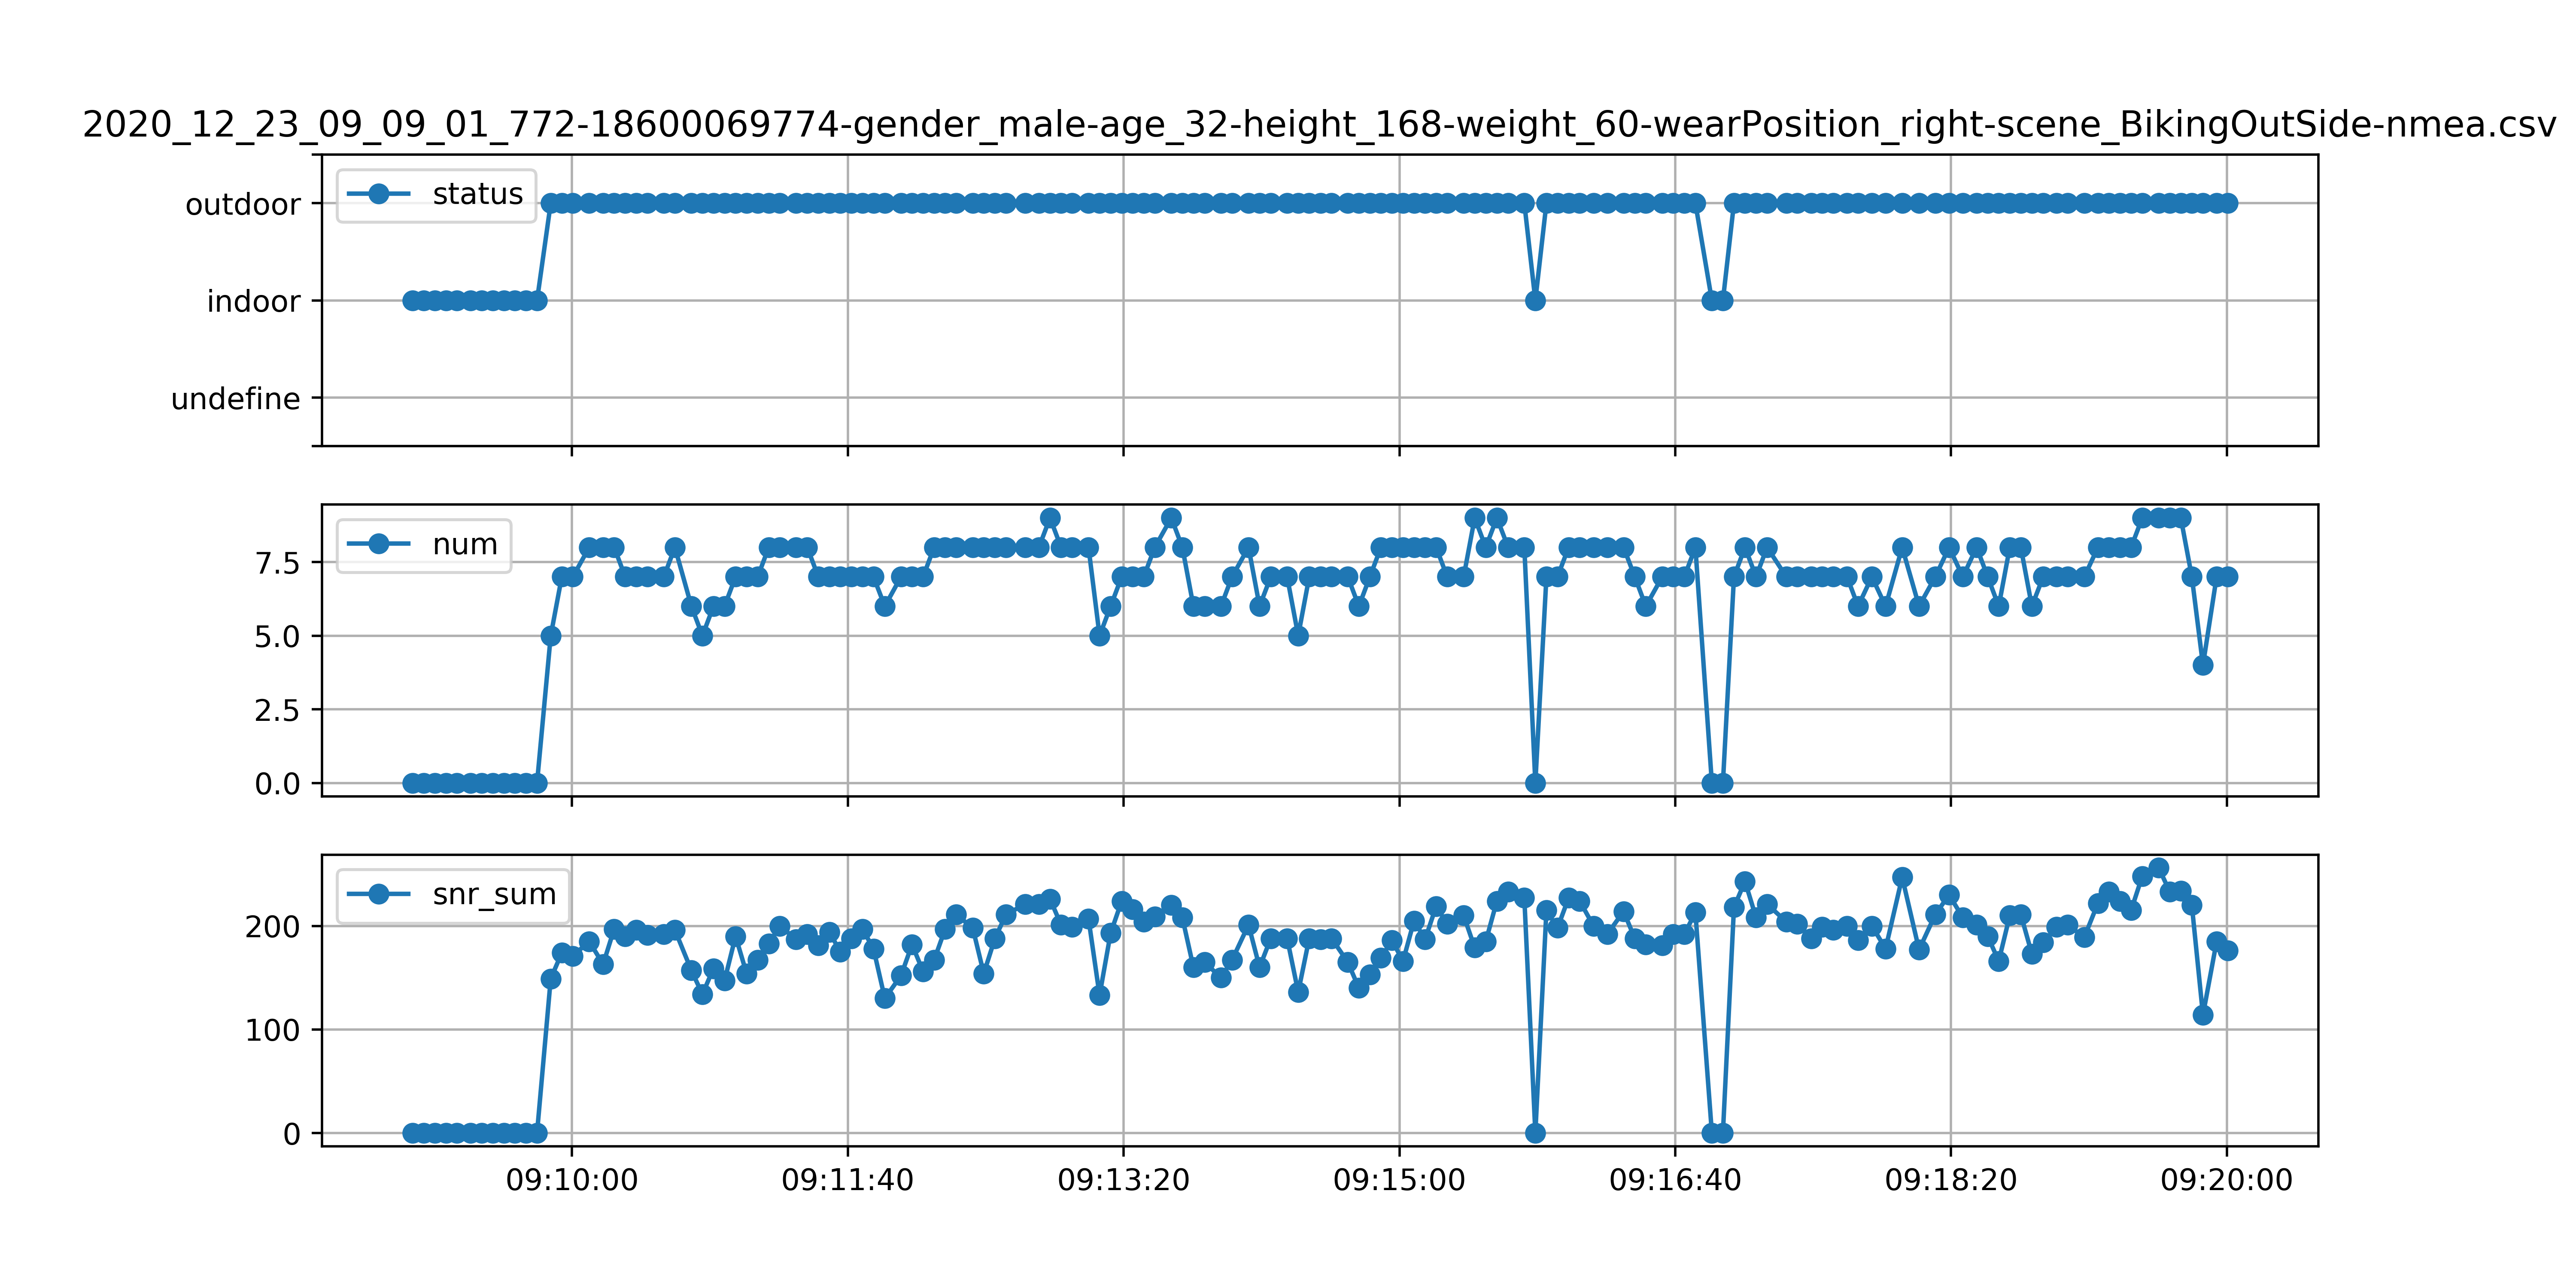 2020_12_23_09_09_01_772-18600069774-gender_male-age_32-height_168-weight_60-wearPosition_right-scene_BikingOutSide-nmea.csv
status
outdoor
indoor
undefine
num
7.5
5.0
2.5
0.0
snr_sum
200
100
0
09:10:00 09:11:40 09:13:20 09:15:00 09:16:40 09:18:20 09:20:00